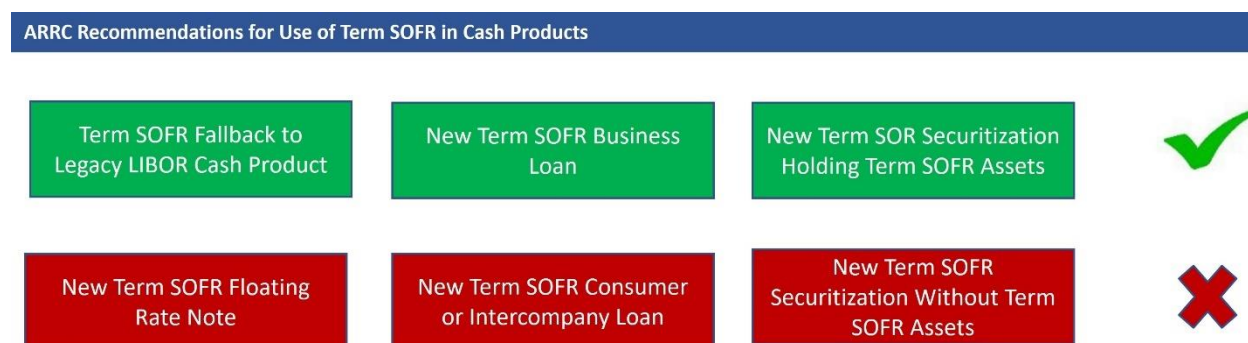 ARRC Recommendations for Use of Term SOFR in Cash Products
Term SOFR Fallback to
Legacy LIBOR Cash Product
New Term SOFR Business
Loan
New Term SOR Securitization
Holding Term SOFR Assets
New Term SOFR Floating
Rate Note
New Term SOFR Consumer
or Intercompany Loan
New Term SOFR
Securitization Without Term
SOFR Assets